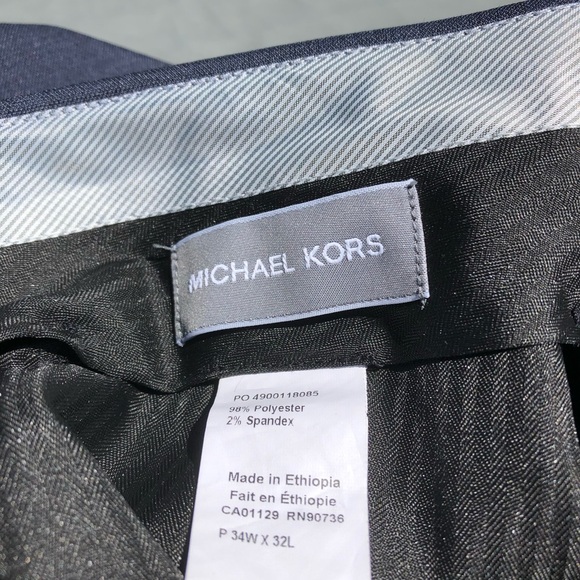 MICHAEL KORS
PO 4900118085
98% Polyester
2% Spandex
Made in Ethiopia
Fait en Éthiopie
CA01129 RN90736
P 34W X 32L